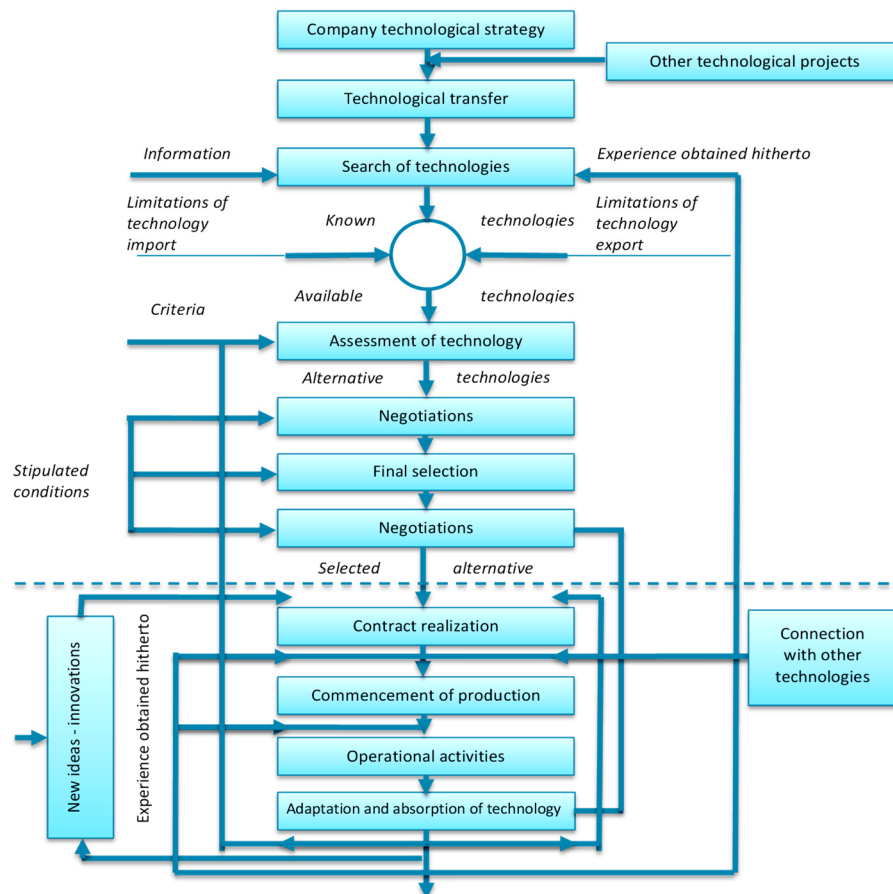 Company technological strategy
Other technological projects
Technological transfer
Information
Search of technologies
Experience obtained hitherto
Limitations of
technology
import
Known
technologies
Limitations of
technology
export
Criteria
Available
technologies
Assessment of technology
Alternative
technologies
Negotiations
Stipulated
conditions
Final selection
Negotiations
Selected
alternative
New ideas - innovations
Experience obtained hitherto
Contract realization
Connection
with other
technologies
Commencement of production
Operational activities
Adaptation and absorption of technology